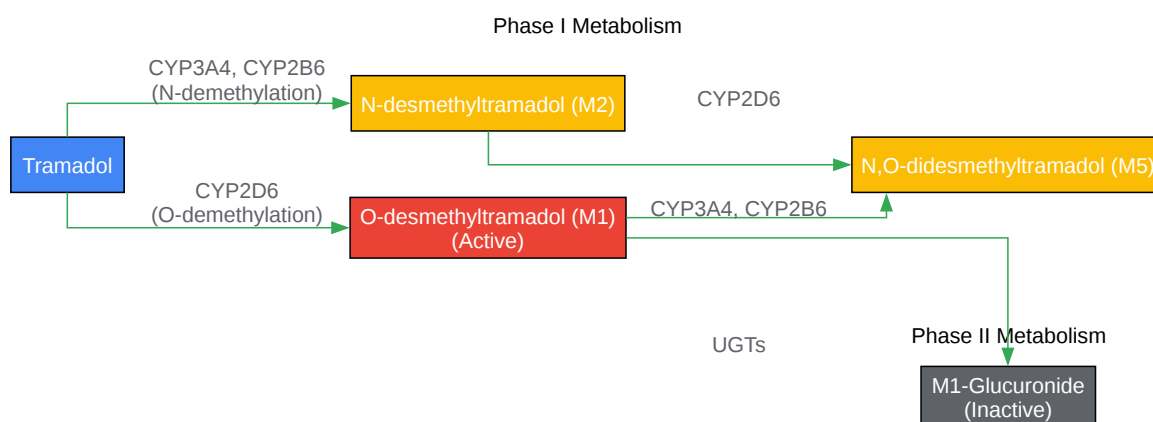 Phase I Metabolism
CYP3A4, CYP2B6
(N-demethylation)
N-desmethyltramadol (M2)
CYP2D6
Tramadol
N,O-didesmethyltramadol (M5)
CYP2D6
(O-demethylation)
O-desmethyltramadol (M1)
(Active)
CYP3A4, CYP2B6
UGTs
Phase II Metabolism
M1-Glucuronide
(Inactive)